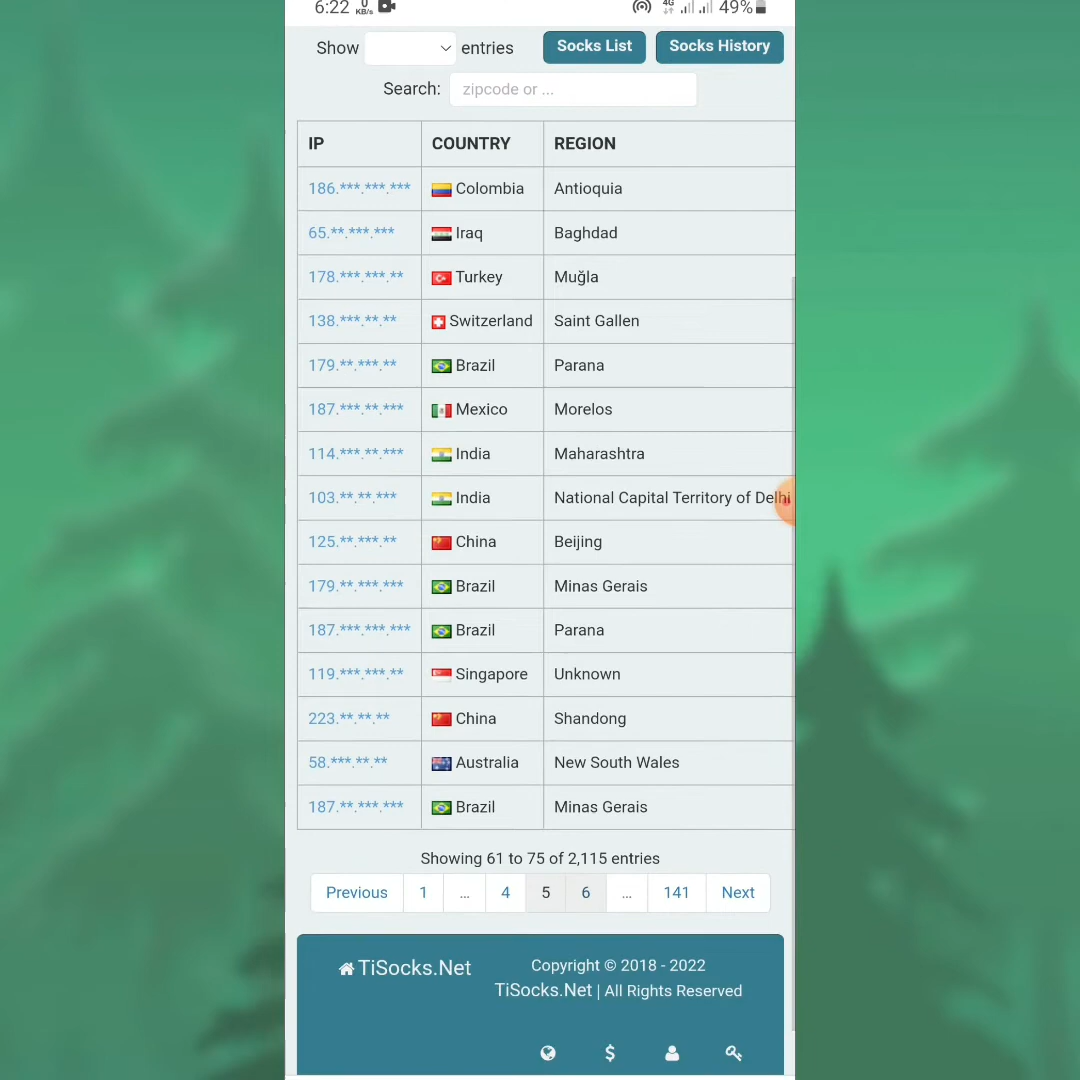 6:22 0 KB/s 4G 49%
Show entries Socks List Socks History
Search: zipcode or ...
IP COUNTRY REGION
186.***.***.*** Colombia Antioquia
65.**.***.*** Iraq Baghdad
178.***.***.** Turkey Muğla
138.***.**.** Switzerland Saint Gallen
179.**.***.** Brazil Parana
187.***.**.*** Mexico Morelos
114.***.**.*** India Maharashtra
103.**.**.*** India National Capital Territory of Delhi
125.**.***.** China Beijing
179.**.***.*** Brazil Minas Gerais
187.***.***.*** Brazil Parana
119.***.***.** Singapore Unknown
223.**.**.** China Shandong
58.***.**.** Australia New South Wales
187.**.***.*** Brazil Minas Gerais
Showing 61 to 75 of 2,115 entries
Previous 1 ... 4 5 6 ... 141 Next
TiSocks.Net
Copyright © 2018 - 2022
TiSocks.Net | All Rights Reserved